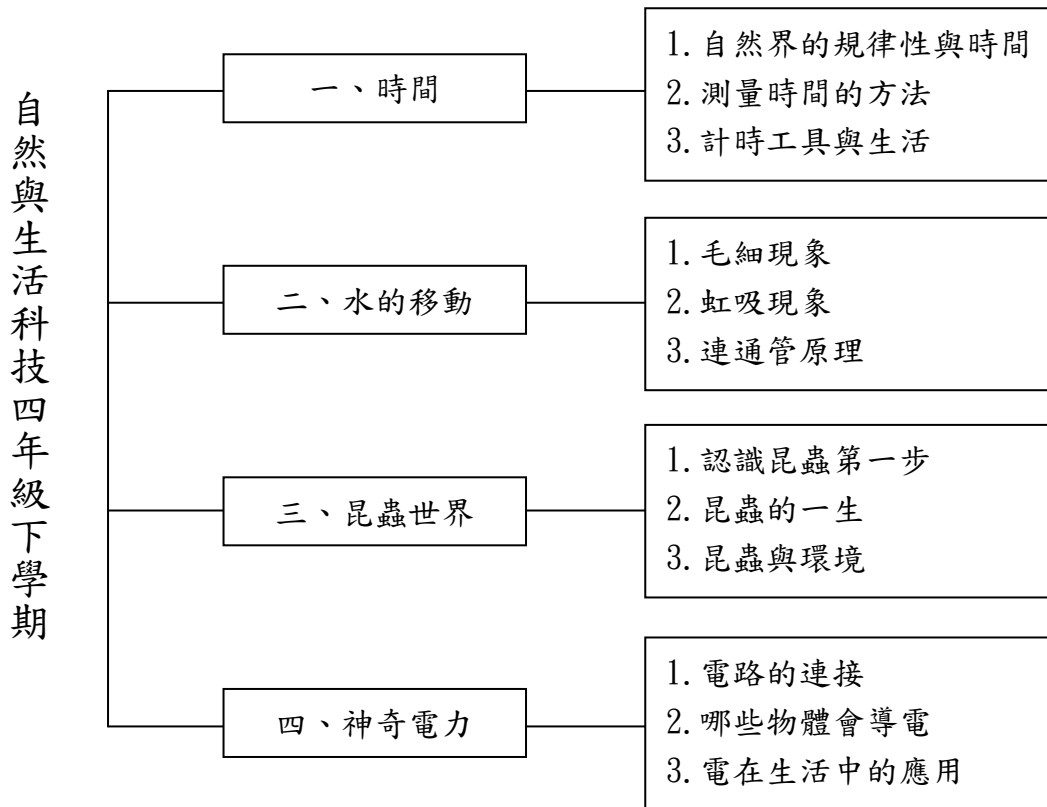 自然與生活科技四年級下學期
一、時間
1.自然界的規律性與時間
2.測量時間的方法
3.計時工具與生活
二、水的移動
1.毛細現象
2.虹吸現象
3.連通管原理
三、昆蟲世界
1.認識昆蟲第一步
2.昆蟲的一生
3.昆蟲與環境
四、神奇電力
1.電路的連接
2.哪些物體會導電
3.電在生活中的應用